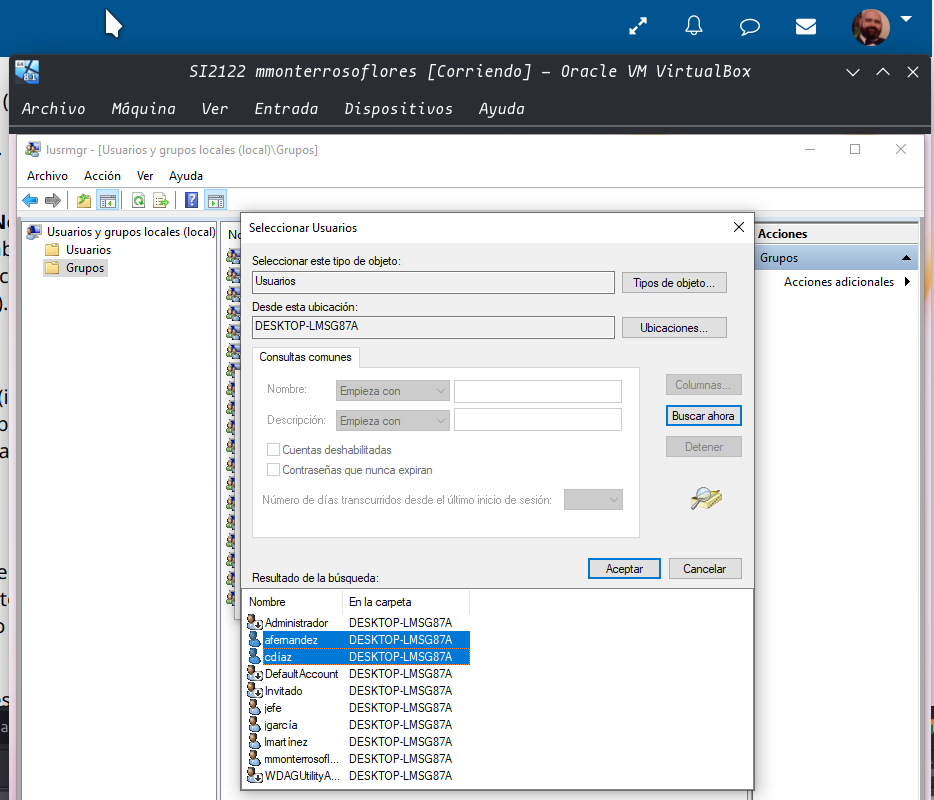 SI2122 mmonterrosoflores [Corriendo] – Oracle VM VirtualBox
Archivo Máquina Ver Entrada Dispositivos Ayuda
lusrmgr - [Usuarios y grupos locales (local)\Grupos]
Archivo Acción Ver Ayuda
Usuarios y grupos locales (local)
Usuarios
Grupos
Seleccionar Usuarios
Seleccionar este tipo de objeto:
Usuarios
Tipos de objeto...
Desde esta ubicación:
DESKTOP-LMSG87A
Ubicaciones...
Consultas comunes
Nombre:
Empieza con
Descripción:
Empieza con
Cuentas deshabilitadas
Contraseñas que nunca expiran
Número de días transcurridos desde el último inicio de sesión:
Columnas...
Buscar ahora
Detener
Aceptar
Cancelar
Resultado de la búsqueda:
Nombre En la carpeta
Administrador DESKTOP-LMSG87A
afernandez DESKTOP-LMSG87A
cdíaz DESKTOP-LMSG87A
DefaultAccount DESKTOP-LMSG87A
Invitado DESKTOP-LMSG87A
jefe DESKTOP-LMSG87A
jgarcía DESKTOP-LMSG87A
lmartínez DESKTOP-LMSG87A
mmonterrosofl... DESKTOP-LMSG87A
WDAGUtilityA... DESKTOP-LMSG87A
Acciones
Grupos
Acciones adicionales